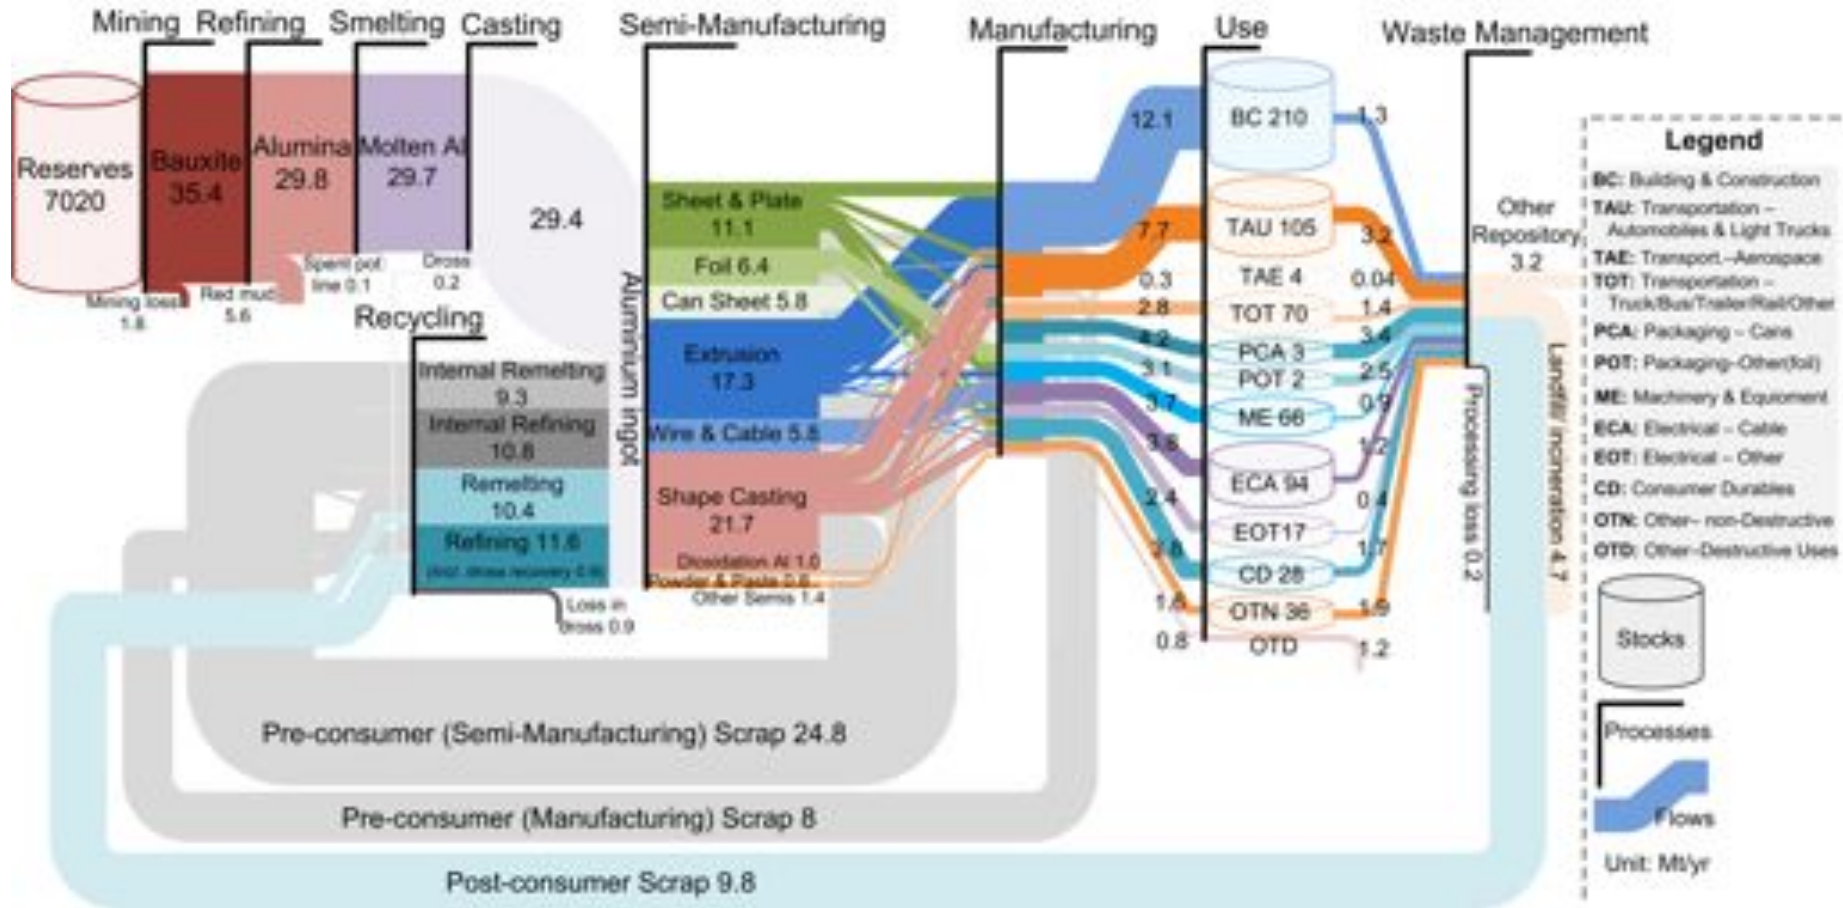 Mining
Refining
Smelting
Casting
Semi-Manufacturing
Manufacturing
Use
Waste Management
Reserves
7020
Bauxite
35.4
Alumina
29.8
Molten Al
29.7
29.4
Mining loss
1.8
Red mud
5.6
Spent pot
line 0.1
Dross
0.2
Recycling
Internal Remelting
9.3
Internal Refining
10.8
Remelting
10.4
Refining 11.6
Loss in
dross 0.9
Aluminium ingot
Sheet & Plate
11.1
Foil 6.4
Can Sheet 5.8
Extrusion
17.3
Wire & Cable 5.8
Shape Casting
21.7
Dioxidation Al 1.0
Powder & Paste 0.6
Other Semis 1.4
12.1
7.7
0.3
2.8
4.2
3.1
3.7
3.8
2.4
2.8
1.6
0.8
BC 210
TAU 105
TAE 4
TOT 70
PCA 3
POT 2
ME 66
ECA 94
EOT17
CD 28
OTN 36
OTD
1.3
3.2
0.04
1.4
3.4
2.5
0.9
1.2
0.4
1.7
1.9
1.2
Other
Repository
3.2
Landfill/ incineration 4.7
Processing loss 0.2
Pre-consumer (Semi-Manufacturing) Scrap 24.8
Pre-consumer (Manufacturing) Scrap 8
Post-consumer Scrap 9.8
Legend
BC: Building & Construction
TAU: Transportation –
Automobiles & Light Trucks
TAE: Transport.–Aerospace
TOT: Transportation –
Truck/Bus/Trailer/Rail/Other
PCA: Packaging – Cans
POT: Packaging–Other(foil)
ME: Machinery & Equipment
ECA: Electrical – Cable
EOT: Electrical – Other
CD: Consumer Durables
OTN: Other– non-Destructive
OTD: Other–Destructive Uses
Stocks
Processes
Flows
Unit: Mt/yr